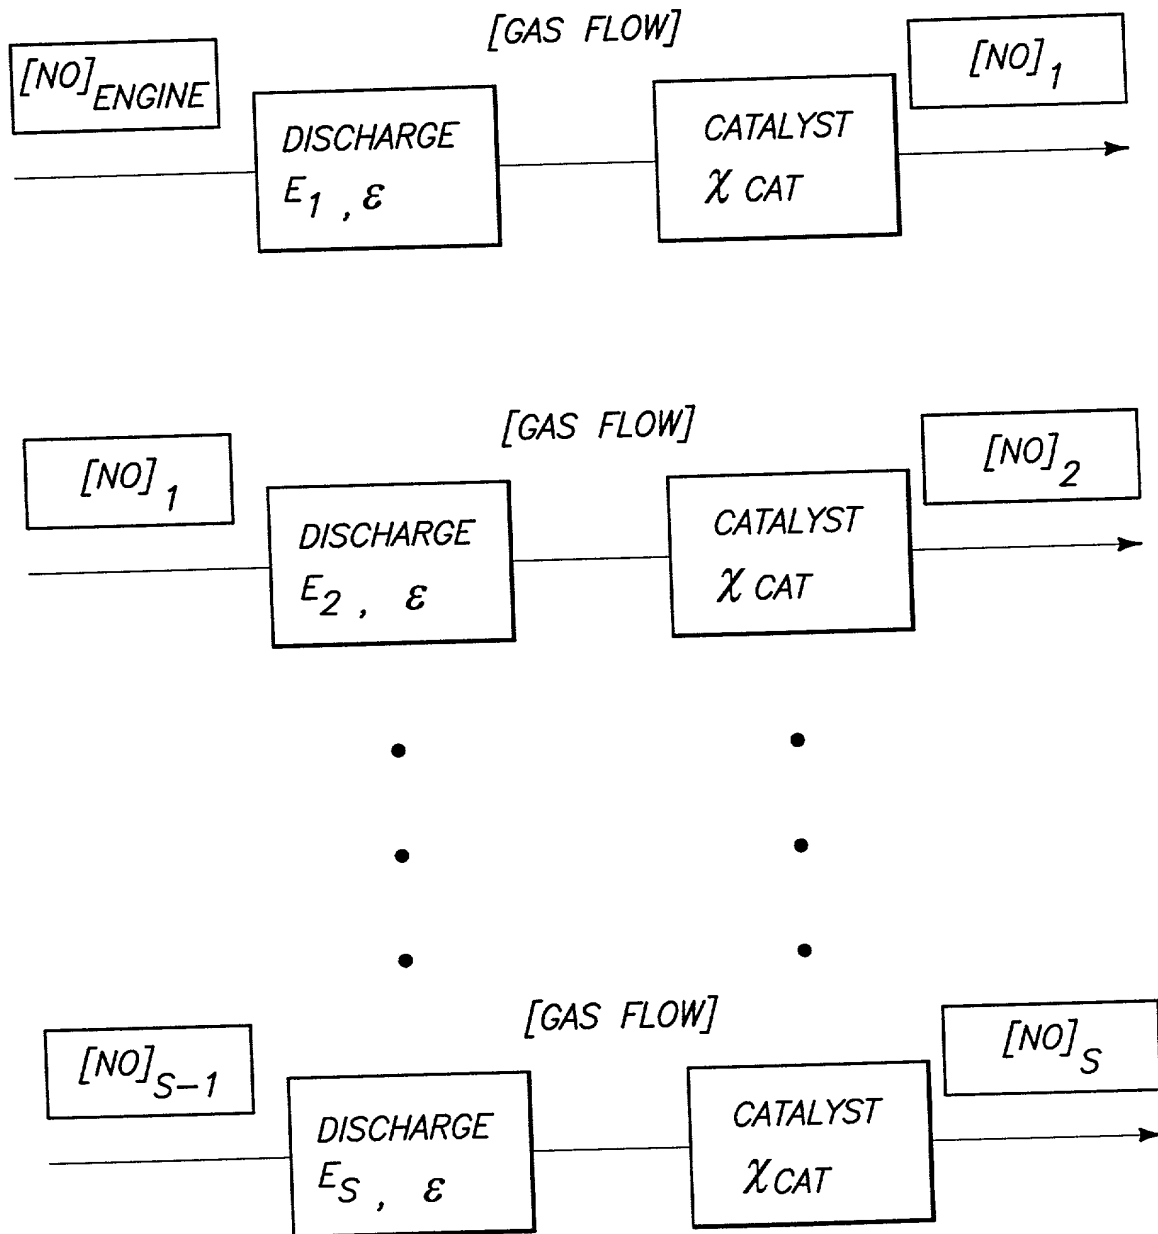 [GAS FLOW]
[NO]ENGINE
[NO]1
DISCHARGE
E1 , ε
CATALYST
χ CAT
[GAS FLOW]
[NO]1
[NO]2
DISCHARGE
E2 , ε
CATALYST
χ CAT
[GAS FLOW]
[NO]S-1
[NO]S
DISCHARGE
ES , ε
CATALYST
χCAT